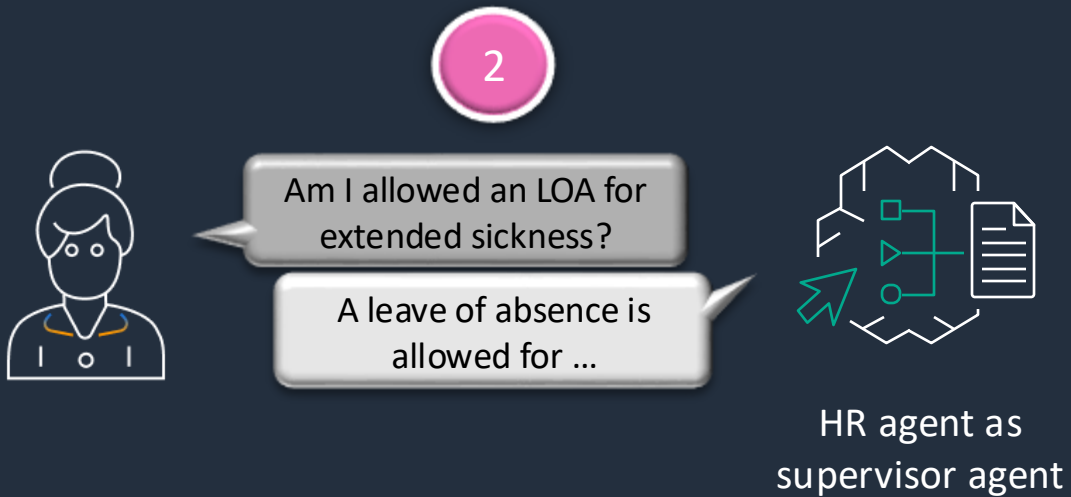 2
Am I allowed an LOA for
extended sickness?
A leave of absence is
allowed for ...
HR agent as
supervisor agent